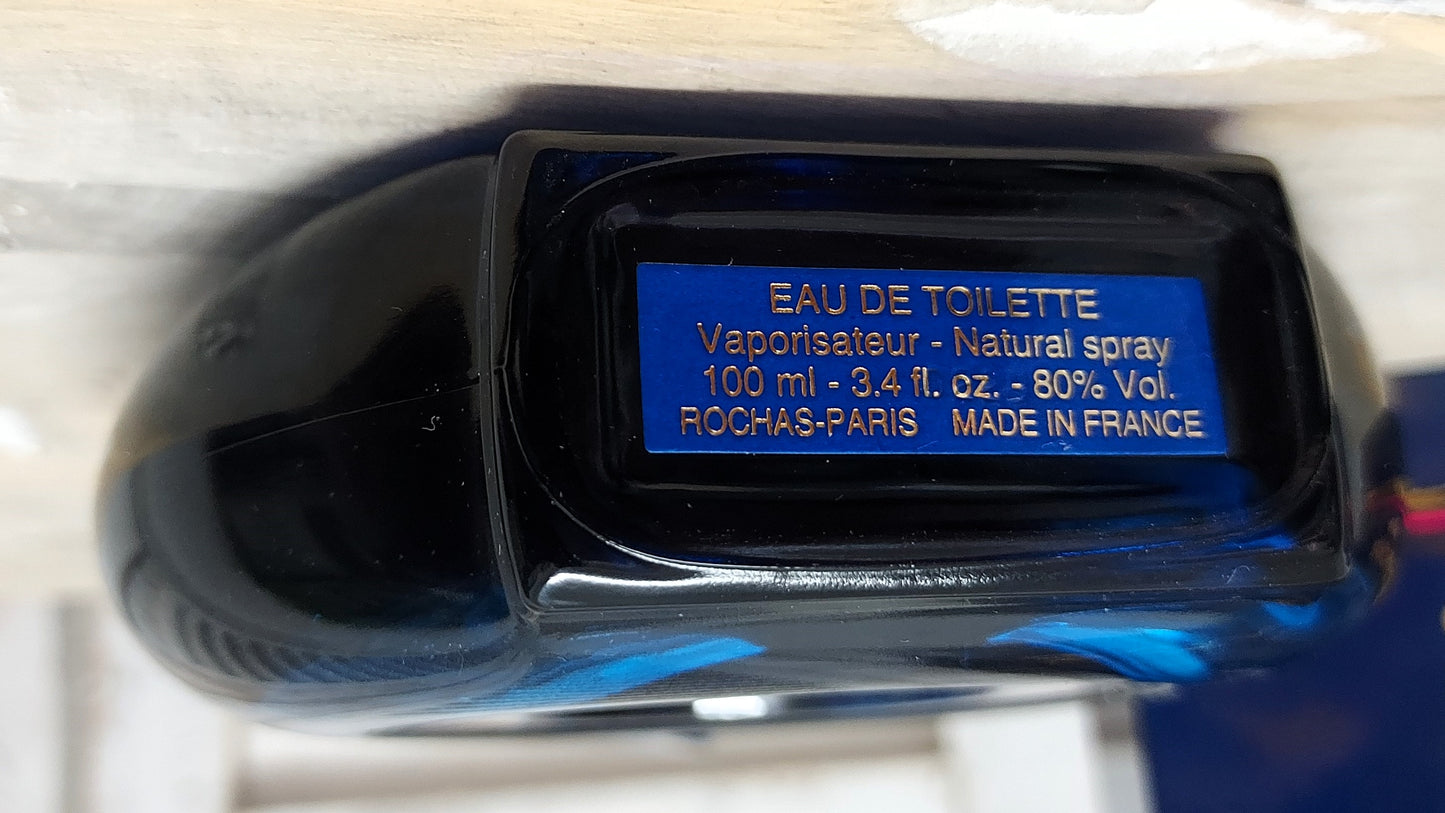 EAU DE TOILETTE
Vaporisateur - Natural spray
100 ml - 3.4 fl. oz. - 80% Vol.
ROCHAS-PARIS MADE IN FRANCE